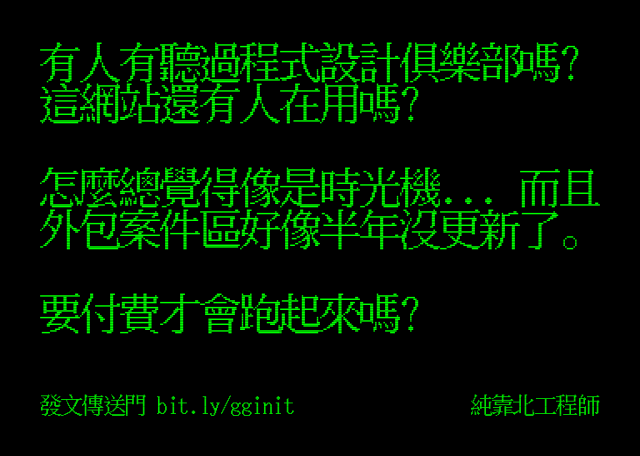 有人有聽過程式設計俱樂部嗎?
這網站還有人在用嗎?
怎麼總覺得像是時光機... 而且
外包案件區好像半年沒更新了。
要付費才會跑起來嗎?
發文傳送門 bit.ly/gginit
純靠北工程師